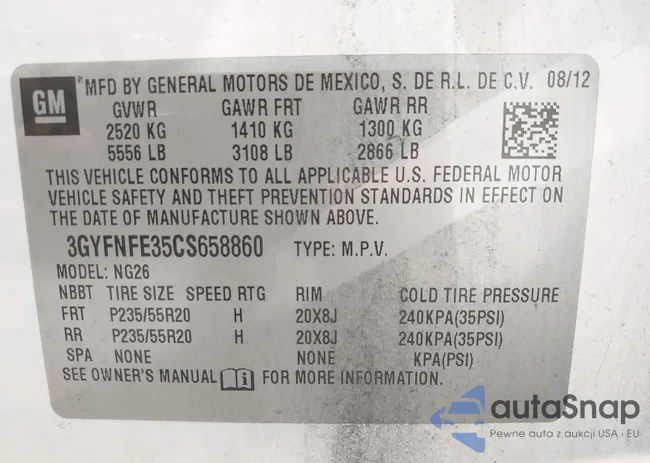 GM
MFD BY GENERAL MOTORS DE MEXICO, S. DE R.L. DE C.V. 08/12
GVWR GAWR FRT GAWR RR
2520 KG 1410 KG 1300 KG
5556 LB 3108 LB 2866 LB
THIS VEHICLE CONFORMS TO ALL APPLICABLE U.S. FEDERAL MOTOR
VEHICLE SAFETY AND THEFT PREVENTION STANDARDS IN EFFECT ON
THE DATE OF MANUFACTURE SHOWN ABOVE.
3GYFNFE35CS658860 TYPE: M.P.V.
MODEL: NG26
NBBT TIRE SIZE SPEED RTG RIM COLD TIRE PRESSURE
FRT P235/55R20 H 20X8J 240KPA(35PSI)
RR P235/55R20 H 20X8J 240KPA(35PSI)
SPA NONE NONE KPA(PSI)
SEE OWNER'S MANUAL FOR MORE INFORMATION.
autaSnap
Pewne auta z aukcji USA · EU